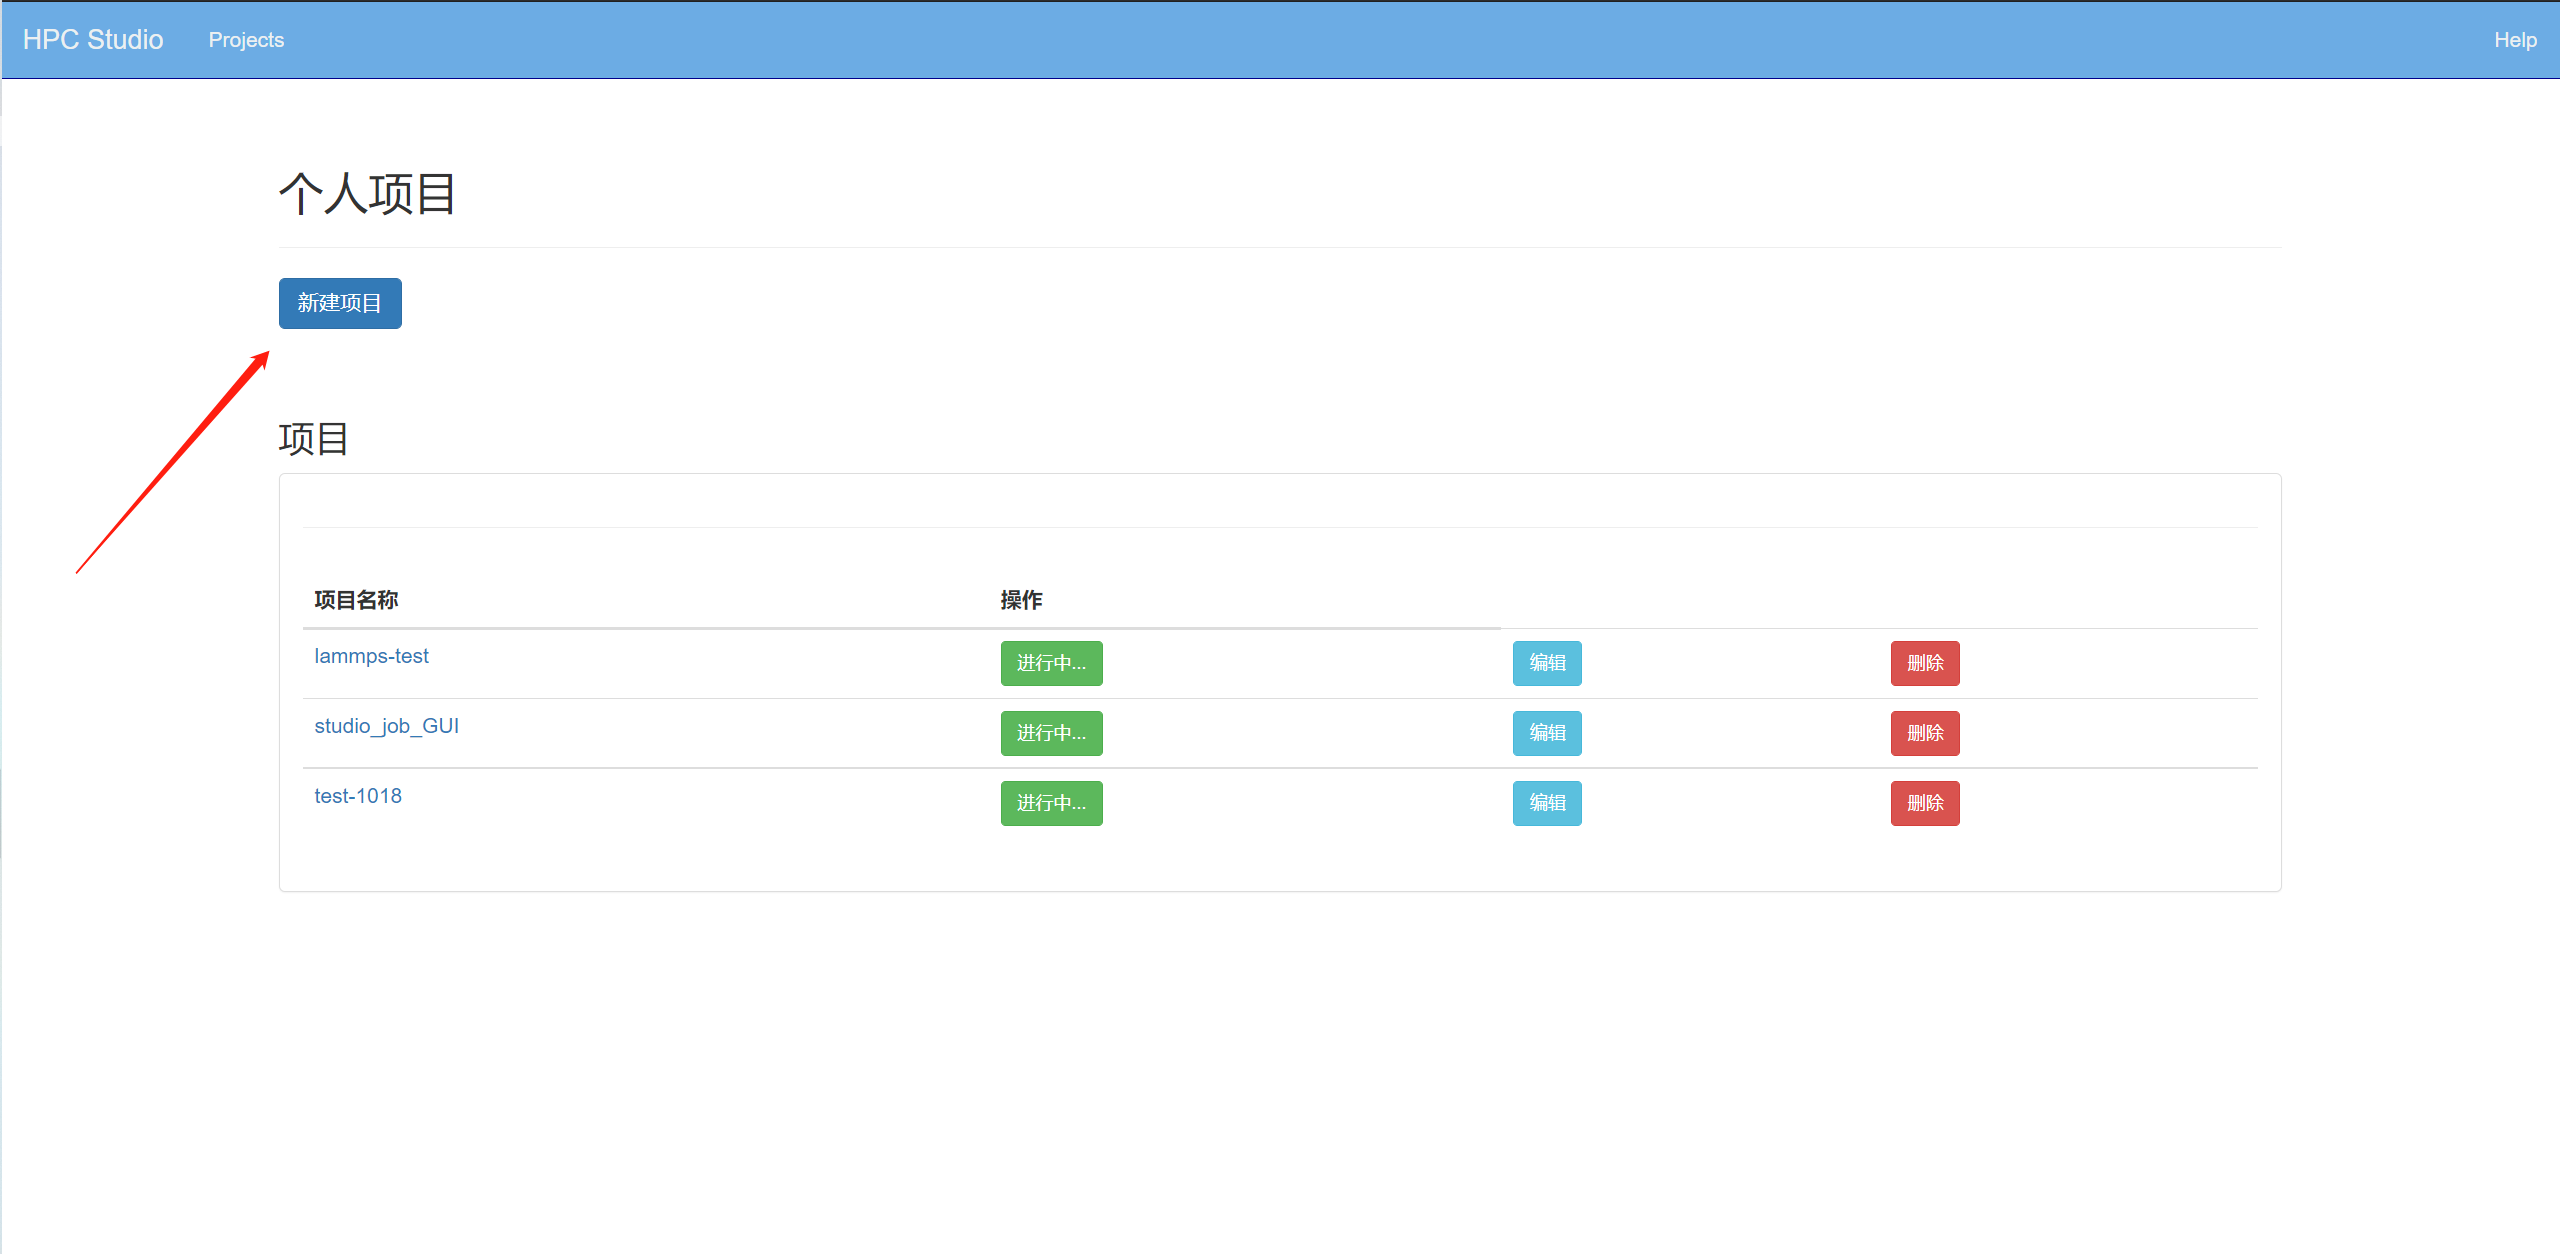 HPC Studio Projects Help
个人项目
新建项目
项目
项目名称 操作
lammps-test 进行中... 编辑 删除
studio_job_GUI 进行中... 编辑 删除
test-1018 进行中... 编辑 删除